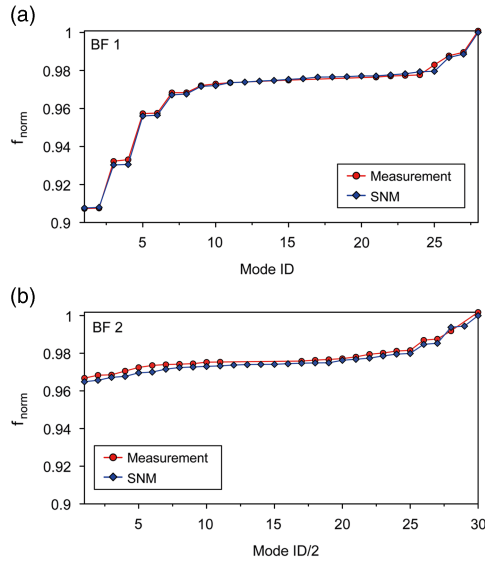 (a)
BF 1
f norm
1
0.98
0.96
0.94
0.92
0.9
5
10
15
20
25
Mode ID
Measurement
SNM
(b)
BF 2
f norm
1
0.98
0.96
0.94
0.92
0.9
5
10
15
20
25
30
Mode ID/2
Measurement
SNM